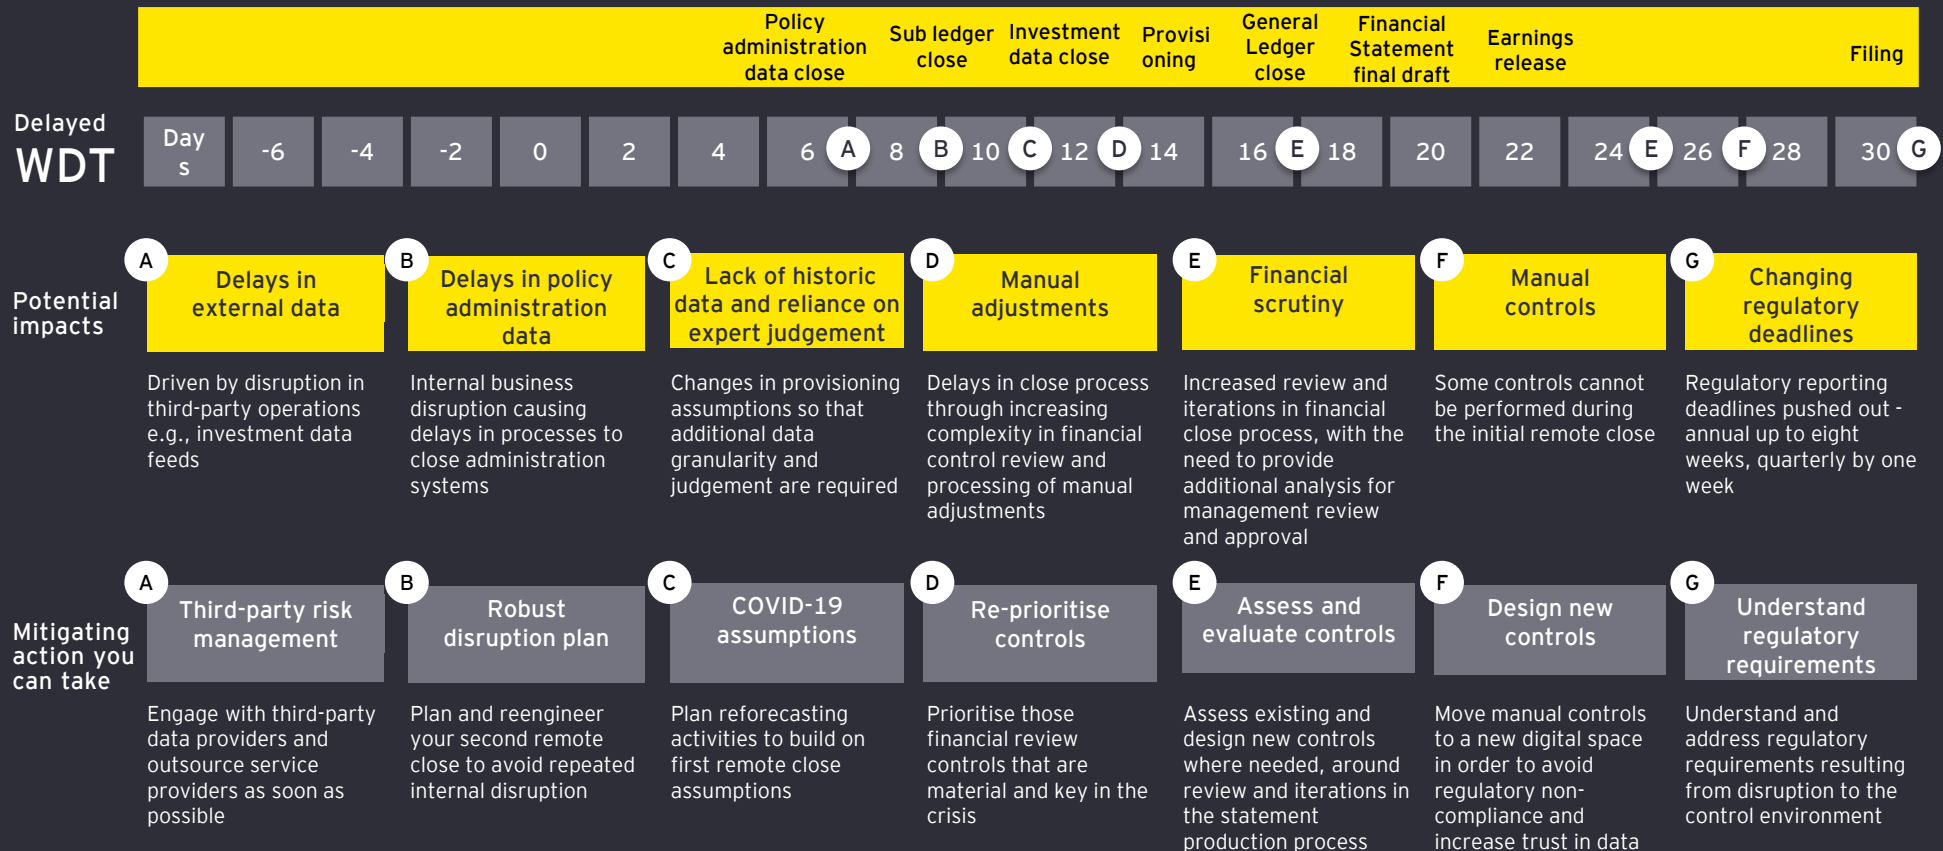 Policy
administration
data close
Sub ledger
close
Investment
data close
Provisi
oning
General
Ledger
close
Financial
Statement
final draft
Earnings
release
Filing
Delayed
WDT
Day
s
-6
-4
-2
0
2
4
6
A
8
B
10
C
12
D
14
16
E
18
20
22
24
E
26
F
28
30
G
Potential
impacts
A
Delays in
external data
Driven by disruption in
third-party operations
e.g., investment data
feeds
B
Delays in policy
administration
data
Internal business
disruption causing
delays in processes to
close administration
systems
C
Lack of historic
data and reliance on
expert judgement
Changes in provisioning
assumptions so that
additional data
granularity and
judgement are required
D
Manual
adjustments
Delays in close process
through increasing
complexity in financial
control review and
processing of manual
adjustments
E
Financial
scrutiny
Increased review and
iterations in financial
close process, with the
need to provide
additional analysis for
management review
and approval
F
Manual
controls
Some controls cannot
be performed during
the initial remote close
G
Changing
regulatory
deadlines
Regulatory reporting
deadlines pushed out -
annual up to eight
weeks, quarterly by one
week
Mitigating
action you
can take
A
Third-party risk
management
Engage with third-party
data providers and
outsource service
providers as soon as
possible
B
Robust
disruption plan
Plan and reengineer
your second remote
close to avoid repeated
internal disruption
C
COVID-19
assumptions
Plan reforecasting
activities to build on
first remote close
assumptions
D
Re-prioritise
controls
Prioritise those
financial review
controls that are
material and key in the
crisis
E
Assess and
evaluate controls
Assess existing and
design new controls
where needed, around
review and iterations in
the statement
production process
F
Design new
controls
Move manual controls
to a new digital space
in order to avoid
regulatory non-
compliance and
increase trust in data
G
Understand
regulatory
requirements
Understand and
address regulatory
requirements resulting
from disruption to the
control environment